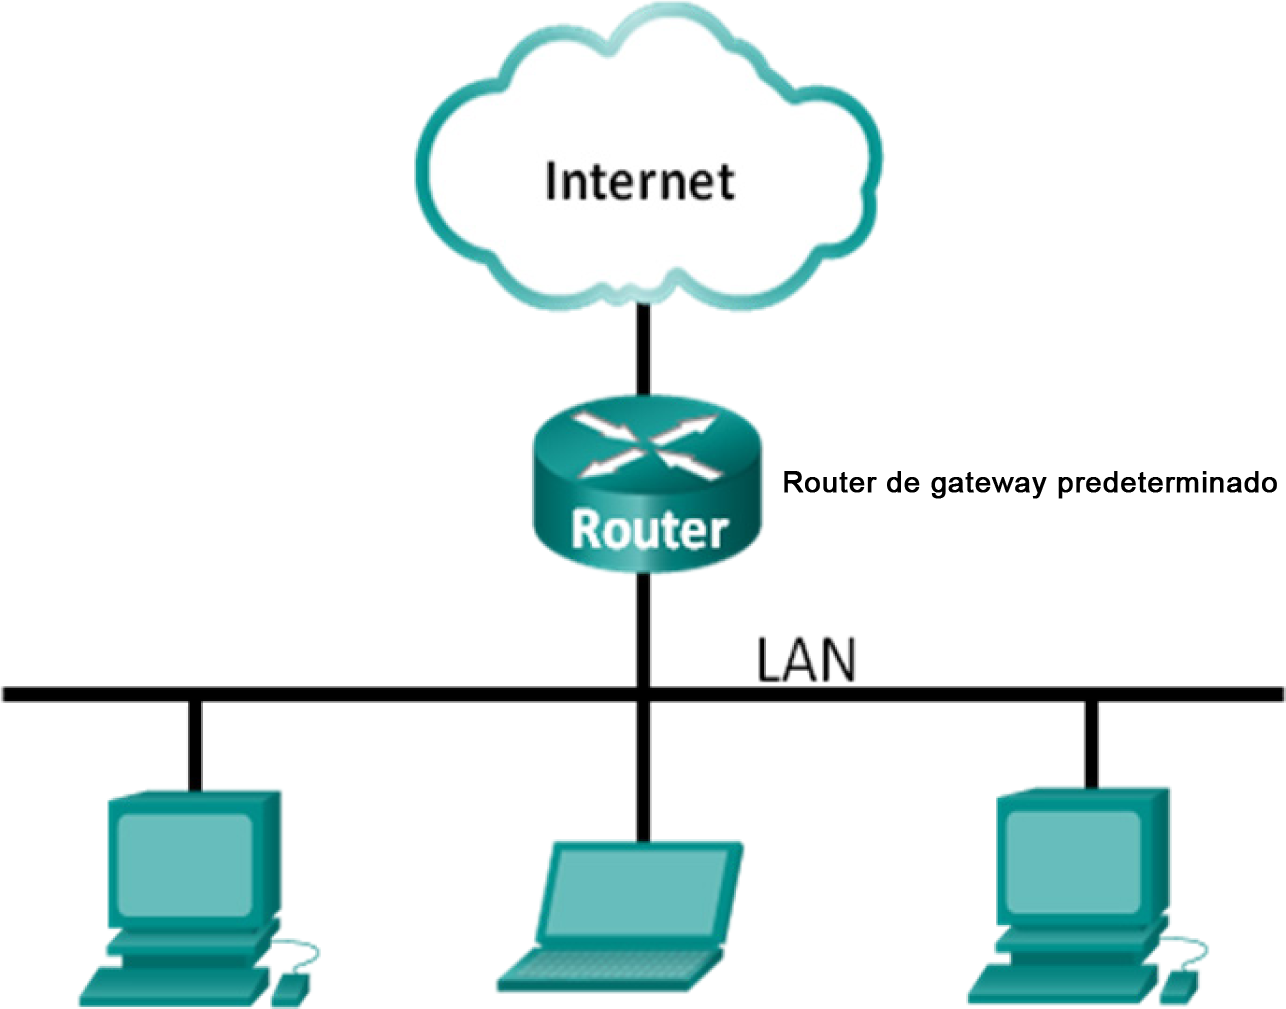 Internet
Router de gateway predeterminado
Router
LAN